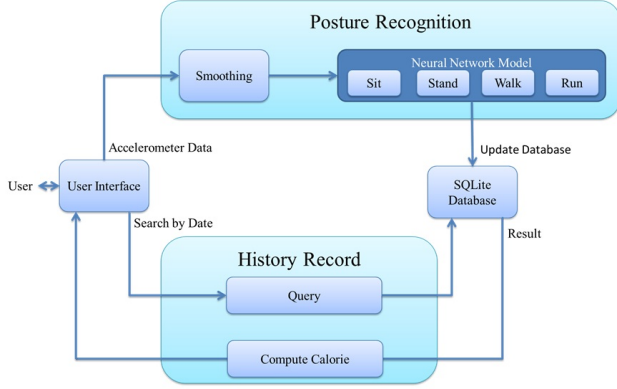 Posture Recognition
Neural Network Model
Smoothing
Sit
Stand
Walk
Run
Accelerometer Data
Update Database
User
User Interface
SQLite
Database
Search by Date
Result
History Record
Query
Compute Calorie